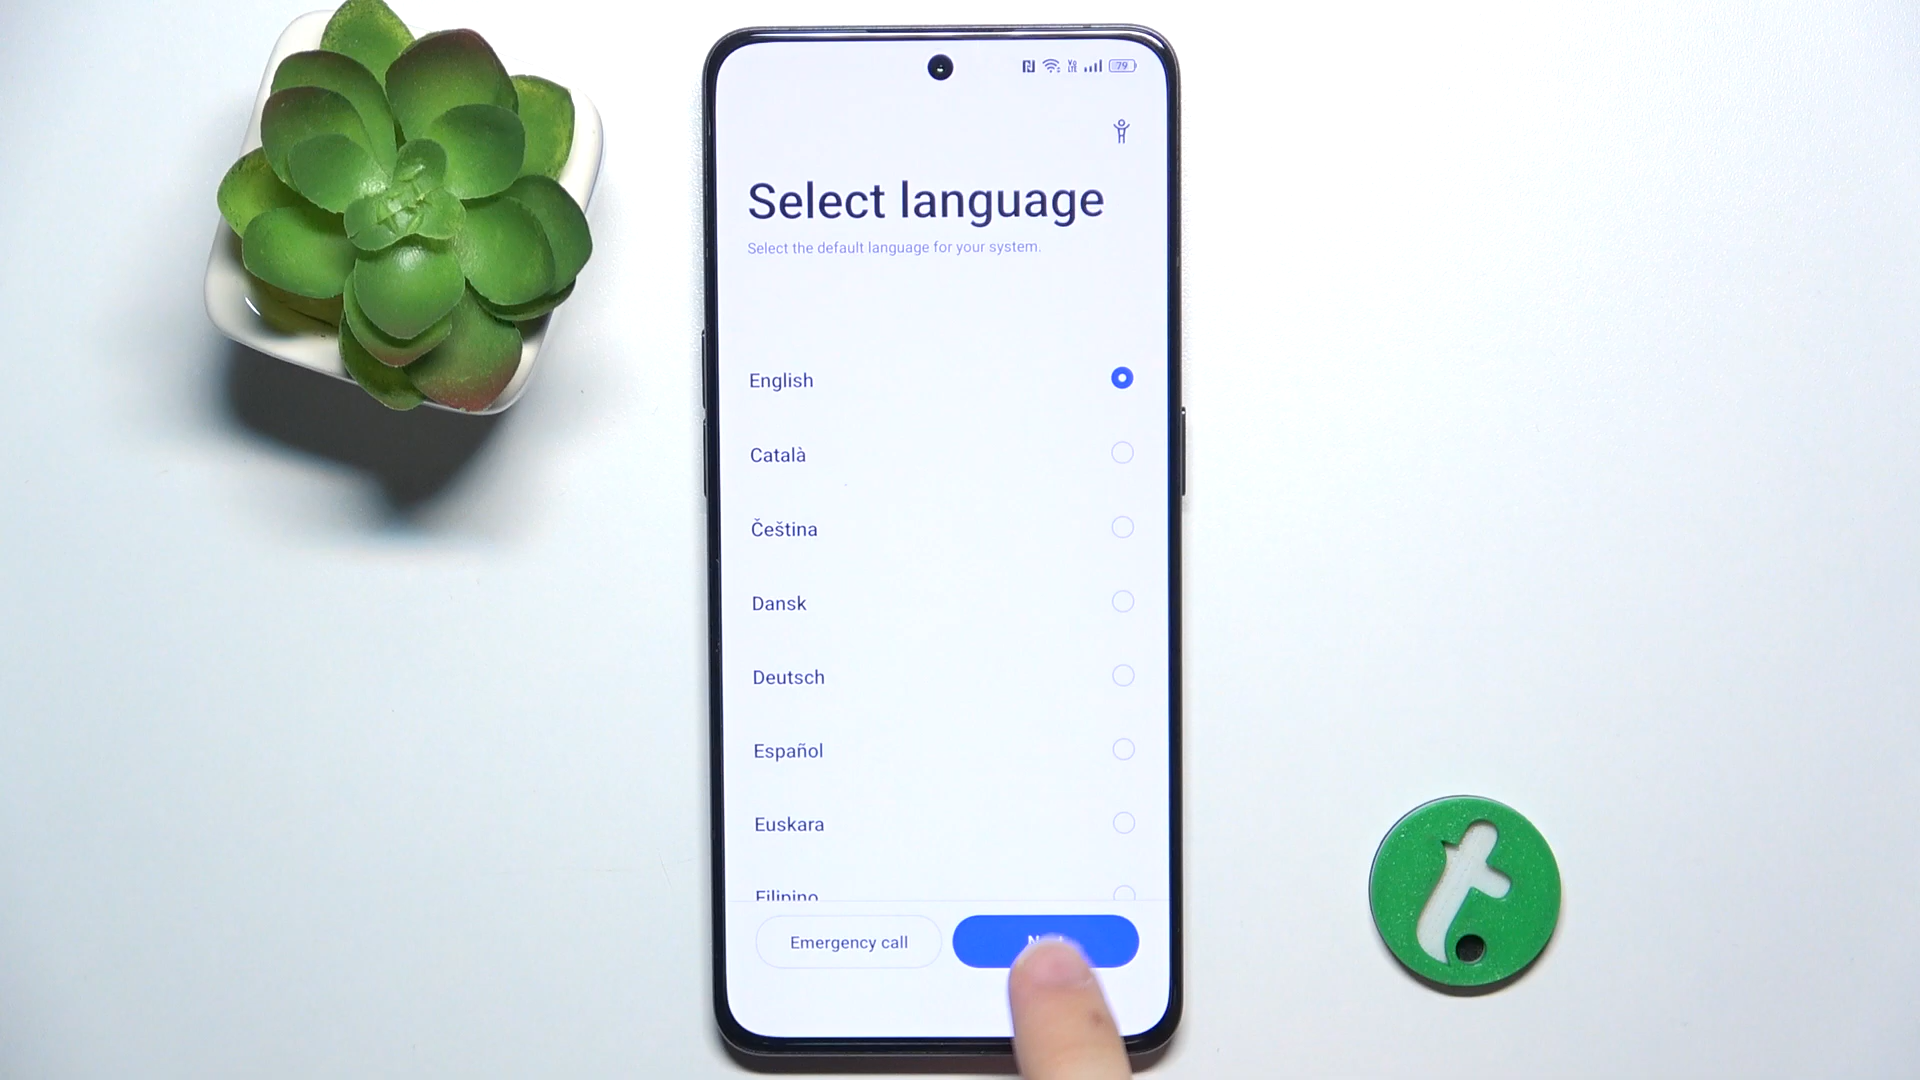 79
Select language
Select the default language for your system.
English
Català
Čeština
Dansk
Deutsch
Español
Euskara
Filipino
Emergency call